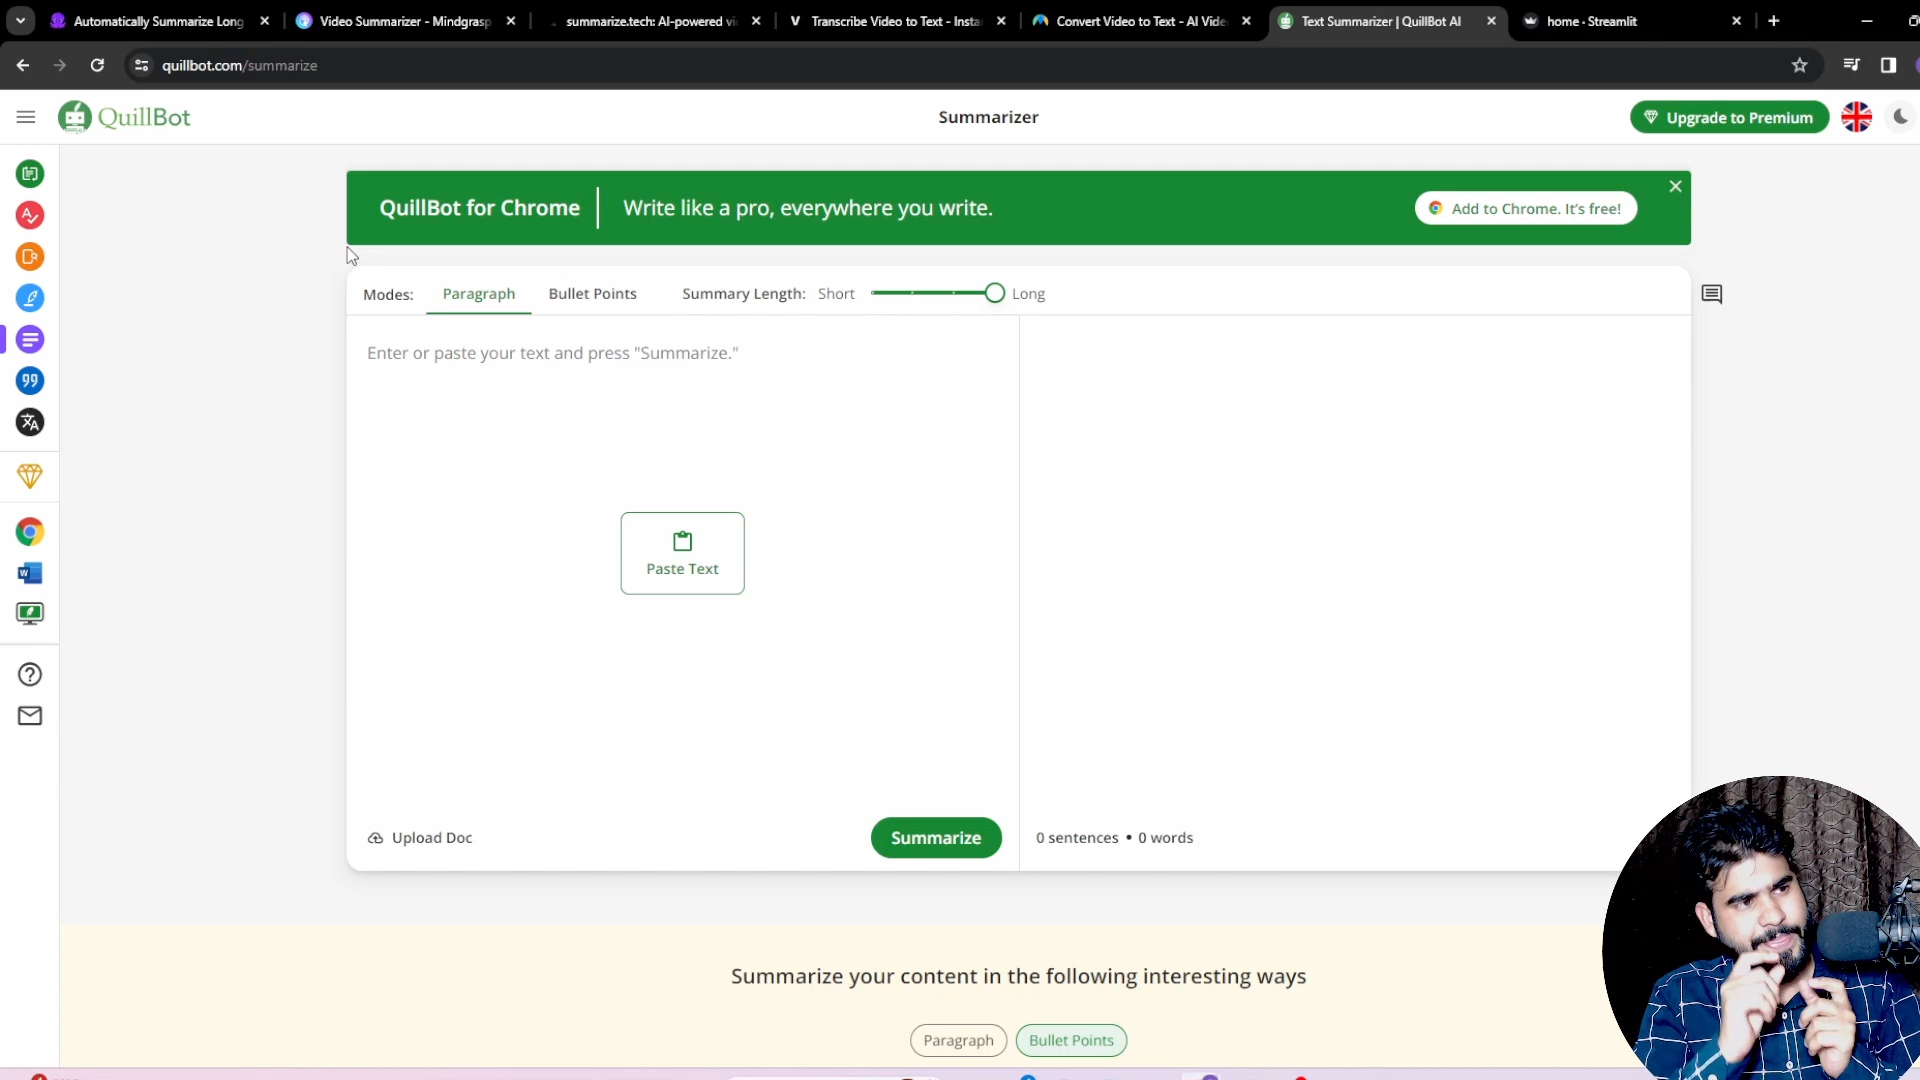 Automatically Summarize Long
Video Summarizer - Mindgrasp
summarize.tech: AI-powered vi
Transcribe Video to Text - Insta
Convert Video to Text - AI Vide
Text Summarizer | QuillBot AI
home · Streamlit
quillbot.com/summarize
QuillBot
Summarizer
Upgrade to Premium
QuillBot for Chrome
Write like a pro, everywhere you write.
Add to Chrome. It's free!
Modes:
Paragraph
Bullet Points
Summary Length:
Short
Long
Enter or paste your text and press "Summarize."
Paste Text
Upload Doc
Summarize
0 sentences • 0 words
Summarize your content in the following interesting ways
Paragraph
Bullet Points